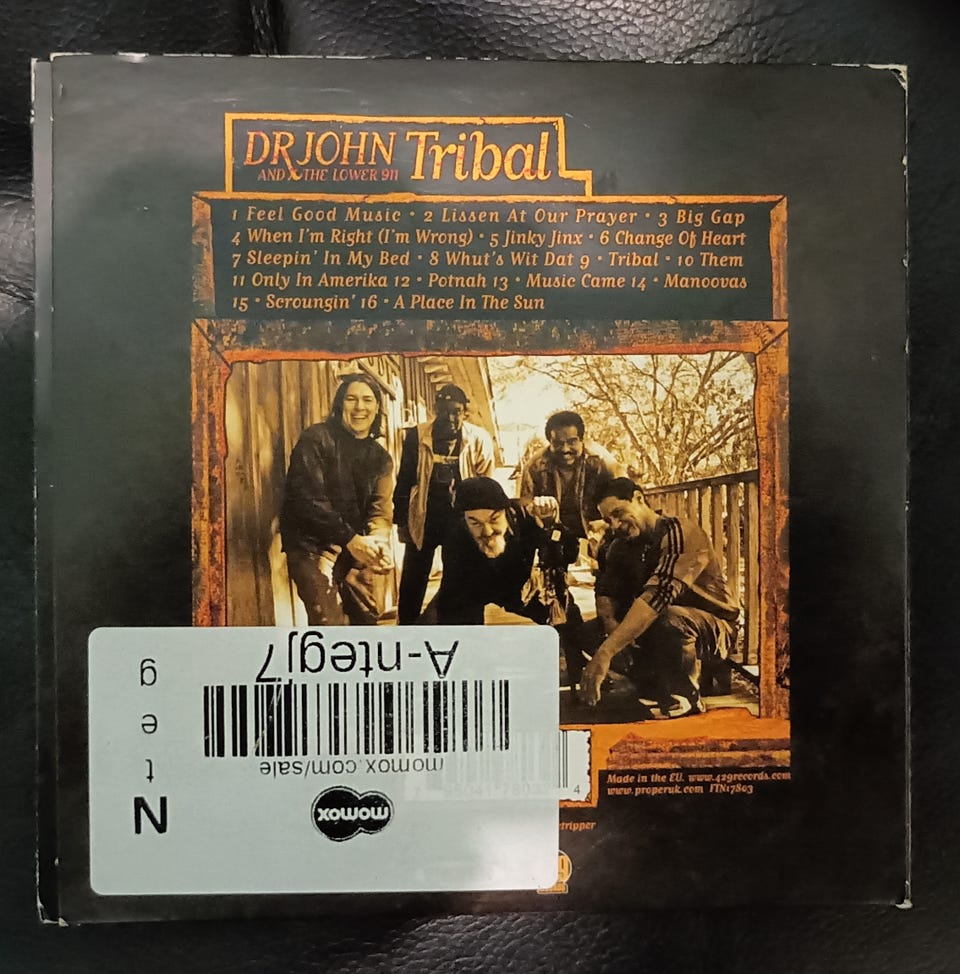 DR JOHN Tribal
AND THE LOWER 911
1 Feel Good Music • 2 Lissen At Our Prayer • 3 Big Gap
4 When I'm Right (I'm Wrong) • 5 Jinky Jinx • 6 Change Of Heart
7 Sleepin' In My Bed • 8 Whut's Wit Dat 9 • Tribal • 10 Them
11 Only In Amerika 12 • Potnah 13 • Music Came 14 • Manoovas
15 • Scroungin' 16 • A Place In The Sun
A-ntegj7
momox.com/sale
momox
N
t
e
g
Made in the EU. www.429records.com
www.properuk.com FTN17803
4